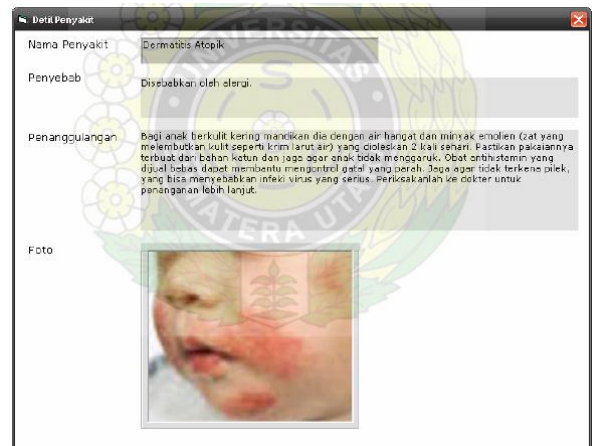 Detil Penyakit
Nama Penyakit
Dermatitis Atopik
Penyebab
Disebabkan oleh alergi.
Penanggulangan
Bagi anak berkulit kering mandikan dia dengan air hangat dan minyak emolien (zat yang
melembutkan kulit seperti krim larut air) yang dioleskan 2 kali sehari. Pastikan pakaiannya
terbuat dari bahan katun dan jaga agar anak tidak menggaruk. Obat antihistamin yang
dijual bebas dapat membantu mengontrol gatal yang parah. Jaga agar tidak terkena pilek,
yang bisa menyebabkan infeksi virus yang serius. Periksakanlah ke dokter untuk
penanganan lebih lanjut.
Foto
UNIVERSITAS